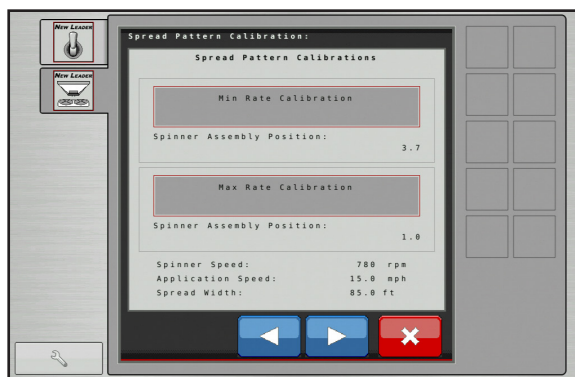 NEW LEADER
NEW LEADER
Spread Pattern Calibration:
Spread Pattern Calibrations
Min Rate Calibration
Spinner Assembly Position:
3.7
Max Rate Calibration
Spinner Assembly Position:
1.0
Spinner Speed: 780 rpm
Application Speed: 15.0 mph
Spread Width: 85.0 ft